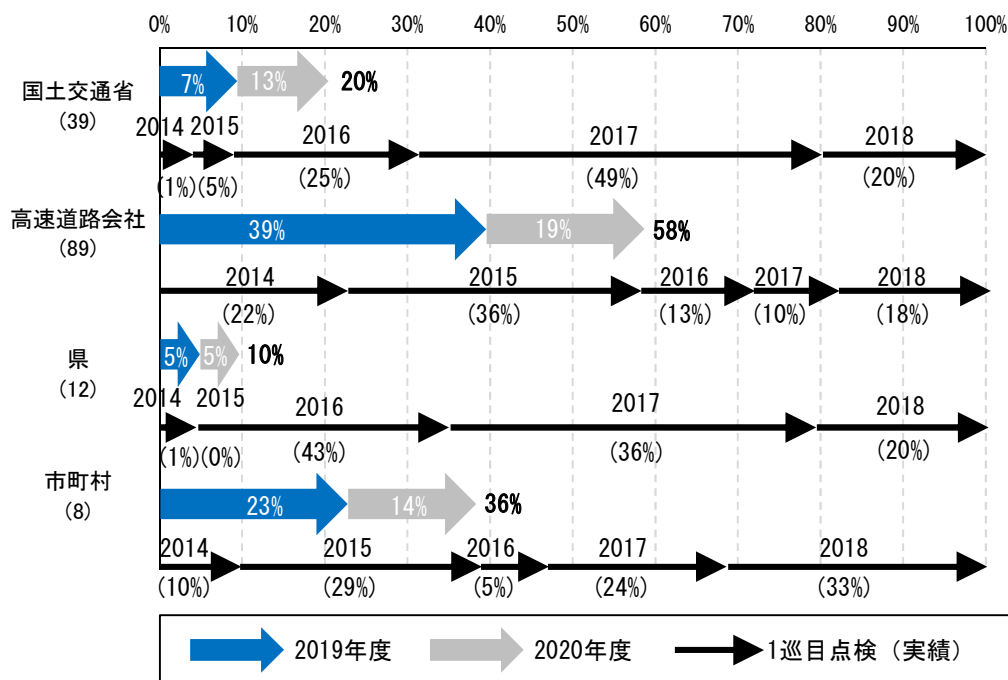 0% 10% 20% 30% 40% 50% 60% 70% 80% 90% 100%
国土交通省
(39)
7% 13% 20%
2014 2015 2016 2017 2018
(1%) (5%) (25%) (49%) (20%)
高速道路会社
(89)
39% 19% 58%
2014 2015 2016 2017 2018
(22%) (36%) (13%) (10%) (18%)
県
(12)
5% 5% 10%
2014 2015 2016 2017 2018
(1%) (0%) (43%) (36%) (20%)
市町村
(8)
23% 14% 36%
2014 2015 2016 2017 2018
(10%) (29%) (5%) (24%) (33%)
2019年度 2020年度 1巡目点検（実績）